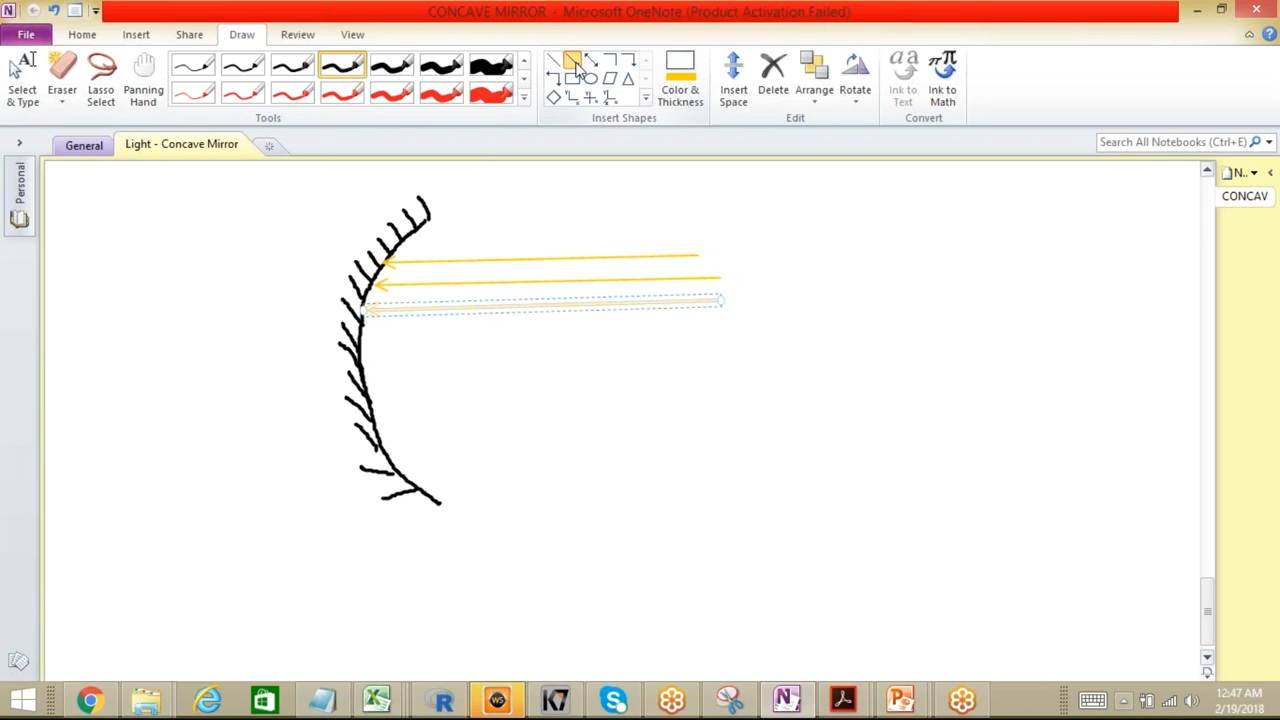 CONCAVE MIRROR - Microsoft OneNote (Product Activation Failed)
File Home Insert Share Draw Review View
Select & Type
Eraser
Lasso Select
Panning Hand
Color & Thickness
Insert Space
Delete
Arrange
Rotate
Ink to Text
Ink to Math
Tools
Insert Shapes
Edit
Convert
General
Light - Concave Mirror
Search All Notebooks (Ctrl+E)
Personal
N..
CONCAV
12:47 AM
2/19/2018